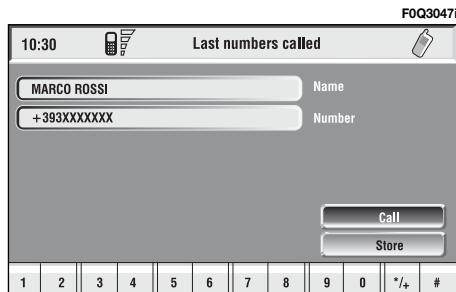 F0Q3047i
10:30 Last numbers called
MARCO ROSSI Name
+393XXXXXXX Number
Call
Store
1 2 3 4 5 6 7 8 9 0 */+ #